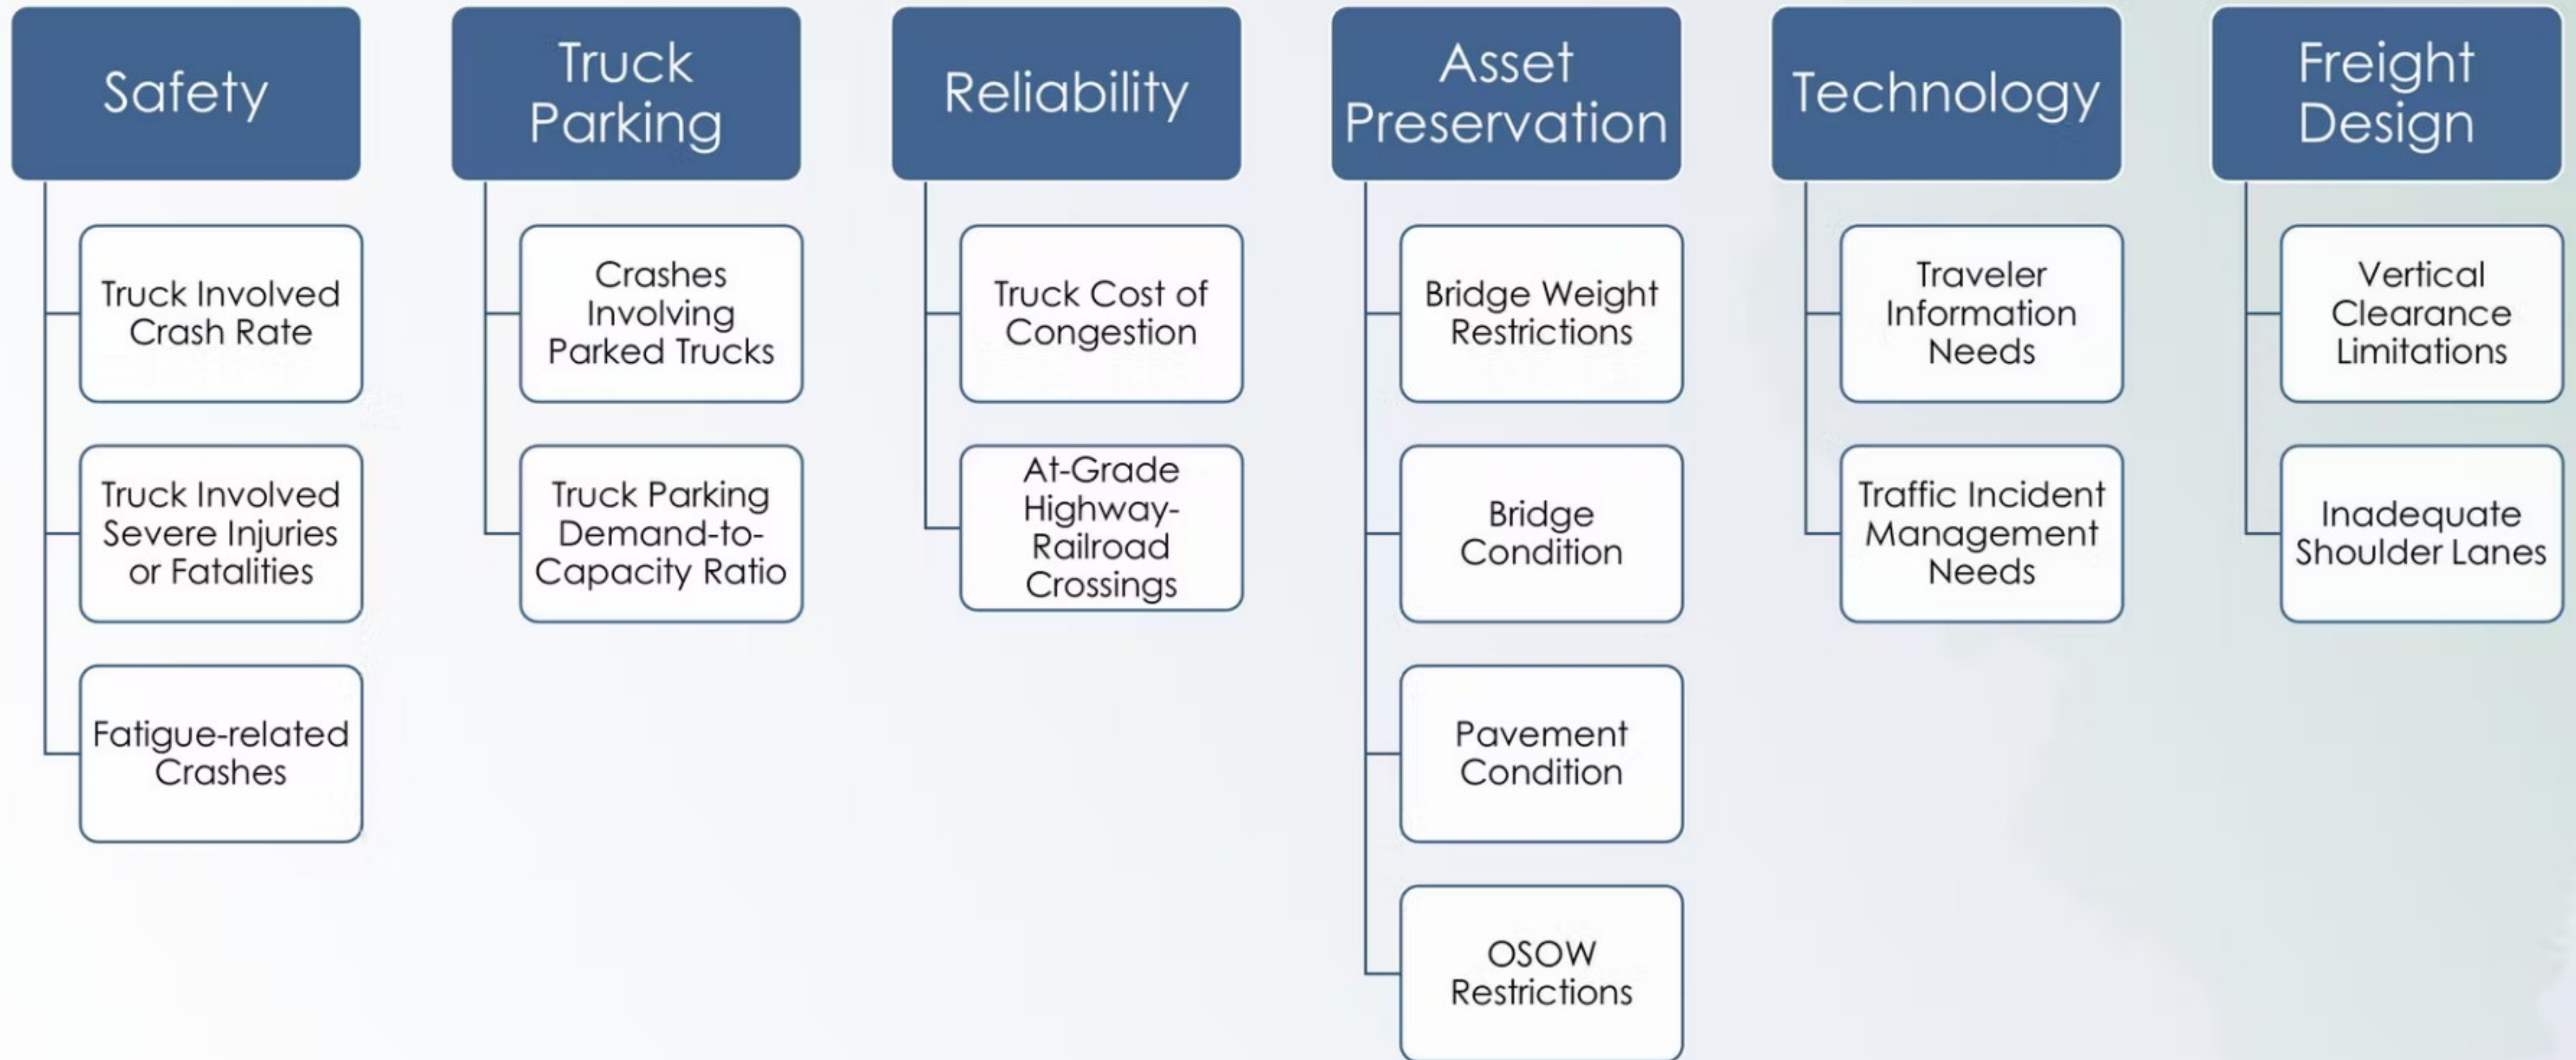 Safety
Truck Involved
Crash Rate
Truck Involved
Severe Injuries
or Fatalities
Fatigue-related
Crashes
Truck
Parking
Crashes
Involving
Parked Trucks
Truck Parking
Demand-to-
Capacity Ratio
Reliability
Truck Cost of
Congestion
At-Grade
Highway-
Railroad
Crossings
Asset
Preservation
Bridge Weight
Restrictions
Bridge
Condition
Pavement
Condition
OSOW
Restrictions
Technology
Traveler
Information
Needs
Traffic Incident
Management
Needs
Freight
Design
Vertical
Clearance
Limitations
Inadequate
Shoulder Lanes